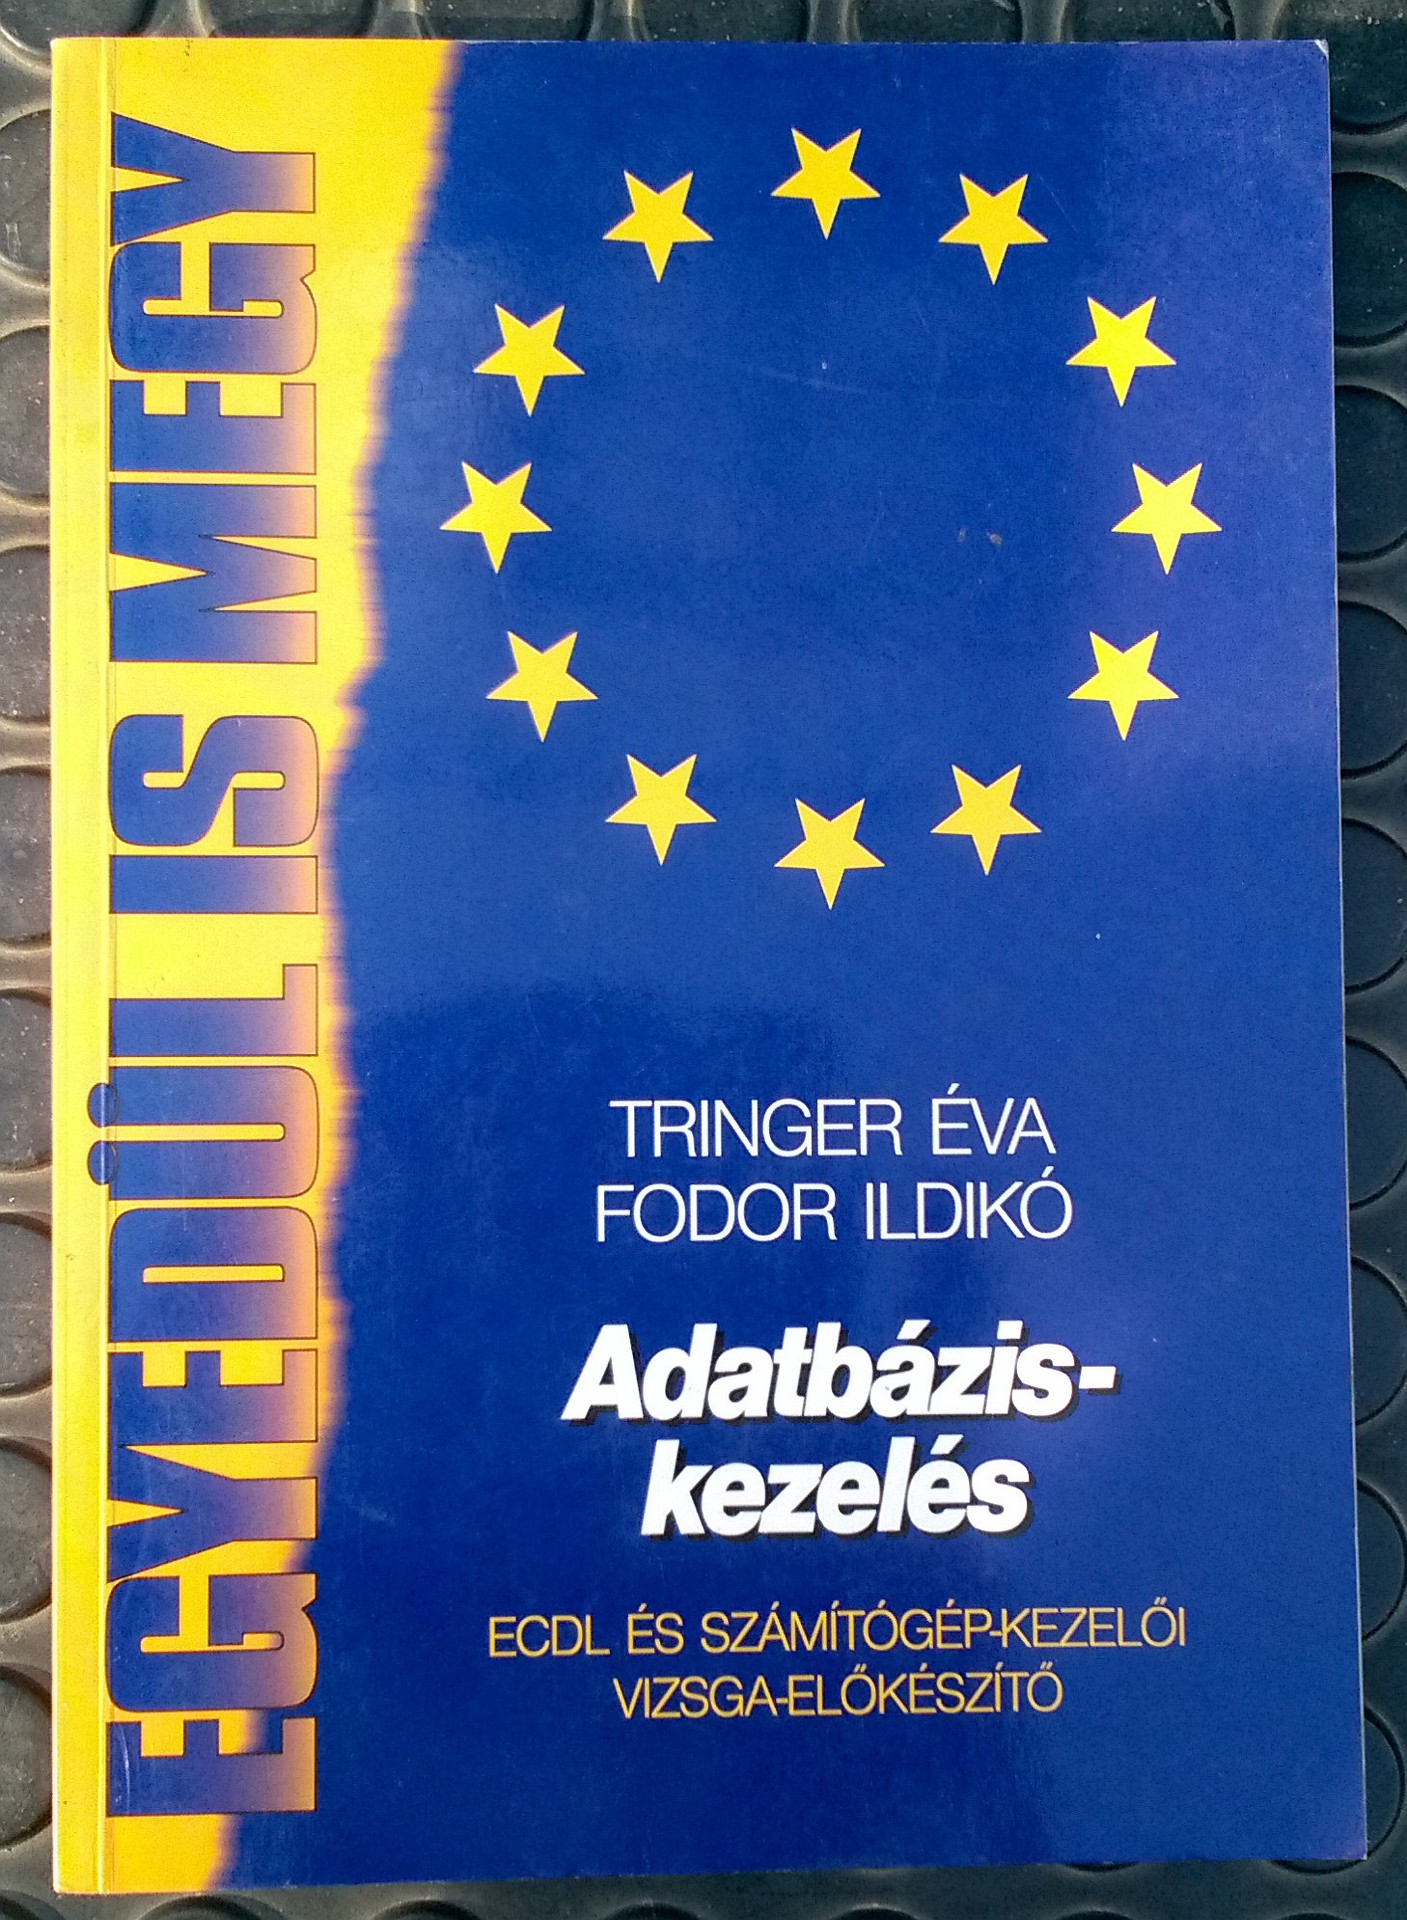 EGYEDÜL IS MEGY
TRINGER ÉVA
FODOR ILDIKÓ
Adatbázis-
kezelés
ECDL ÉS SZÁMÍTÓGÉP-KEZELŐI
VIZSGA-ELŐKÉSZÍTŐ